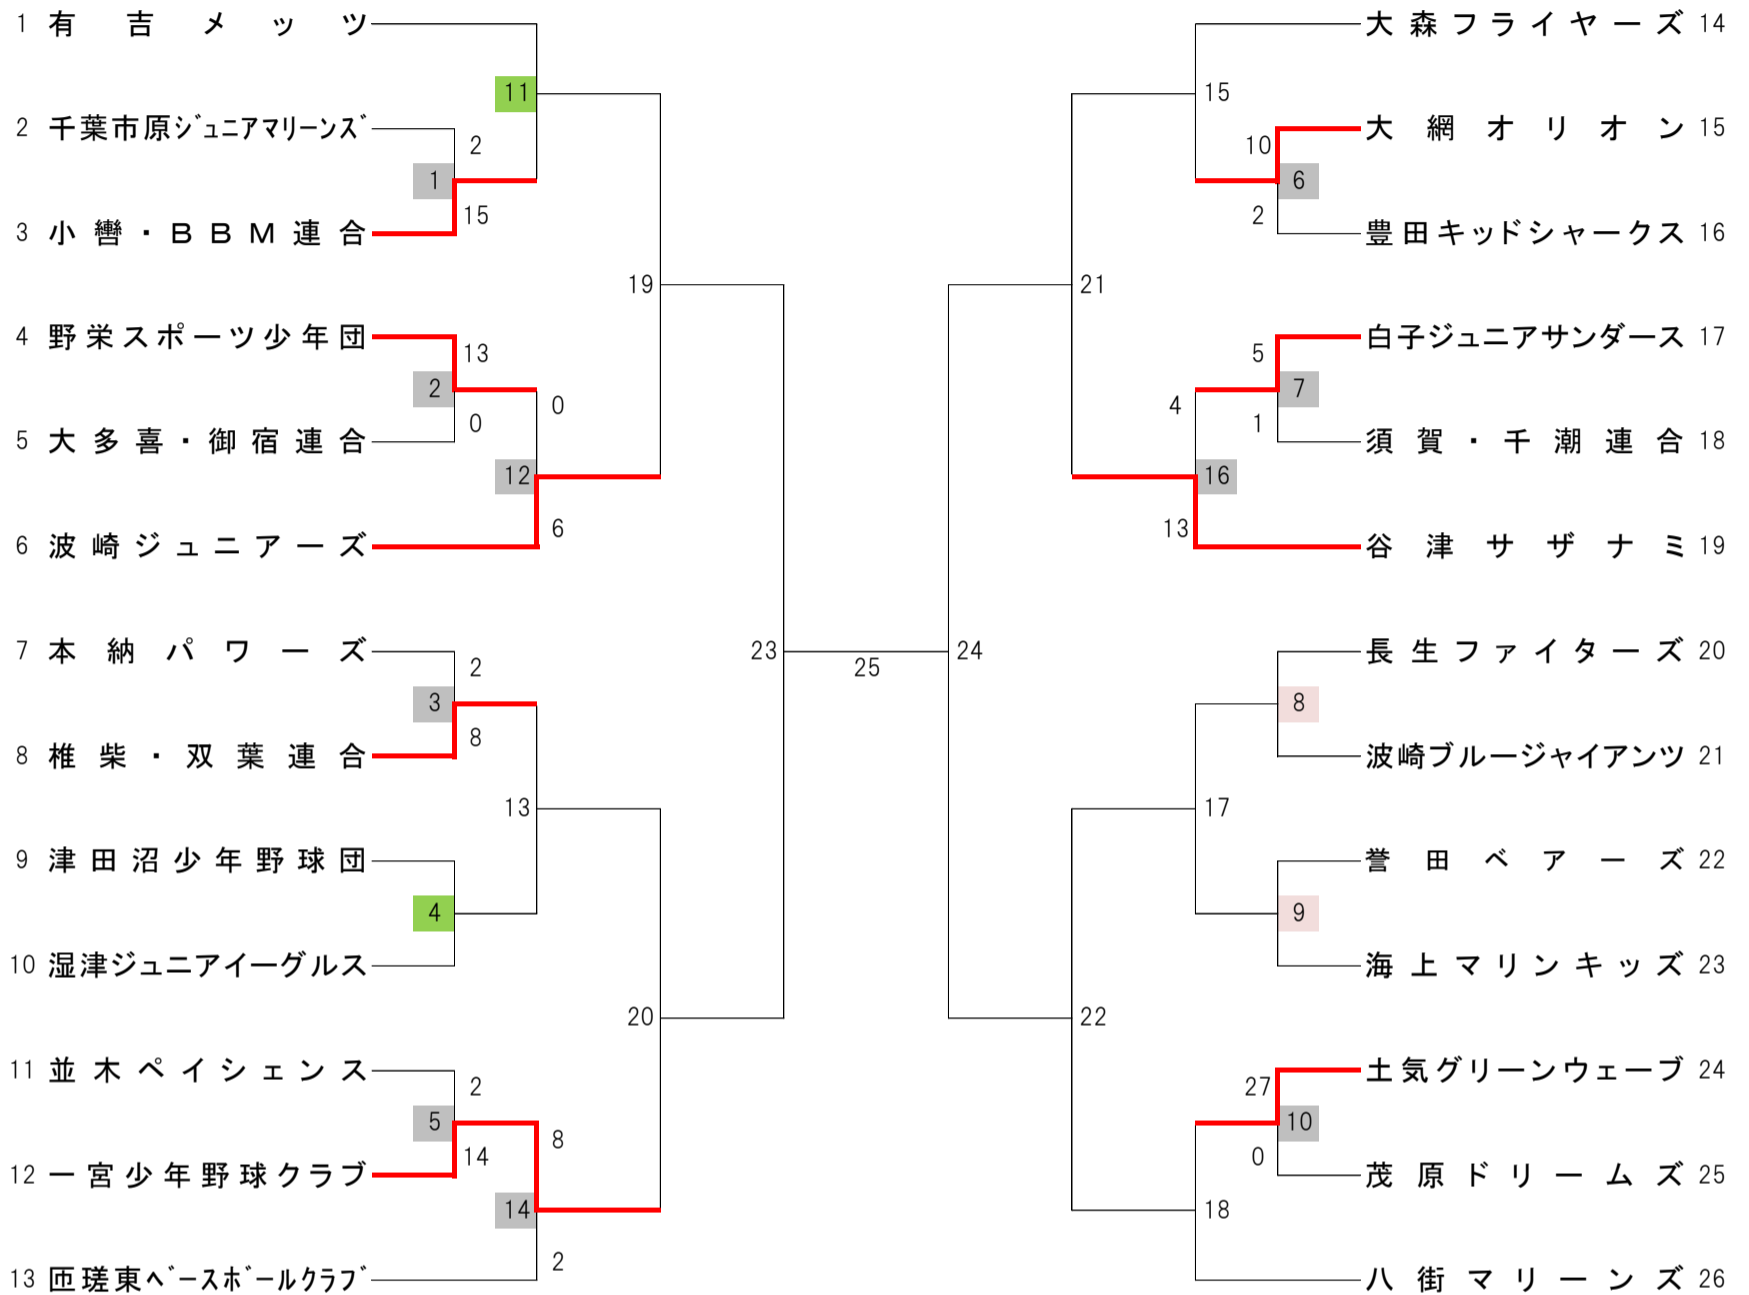 1 有吉メッツ
11
2 千葉市原ジュニアマリーンズ
2
1
15
3 小轡・BBM連合
19
4 野栄スポーツ少年団
13
2
0
0
5 大多喜・御宿連合
12
6
6 波崎ジュニアーズ
7 本納パワーズ
2
3
8
8 椎柴・双葉連合
13
9 津田沼少年野球団
4
10 湿津ジュニアイーグルス
20
11 並木ペイシェンス
2
5
8
14
12 一宮少年野球クラブ
14
2
13 匝瑳東ベースボールクラブ
23
25
24
大森フライヤーズ 14
15
大網オリオン 15
10
6
2
豊田キッドシャークス 16
21
白子ジュニアサンダース 17
5
7
4
1
須賀・千潮連合 18
16
13
谷津サザナミ 19
長生ファイターズ 20
8
波崎ブルージャイアンツ 21
17
誉田ベアーズ 22
9
海上マリンキッズ 23
22
土気グリーンウェーブ 24
27
10
0
茂原ドリームズ 25
18
八街マリーンズ 26